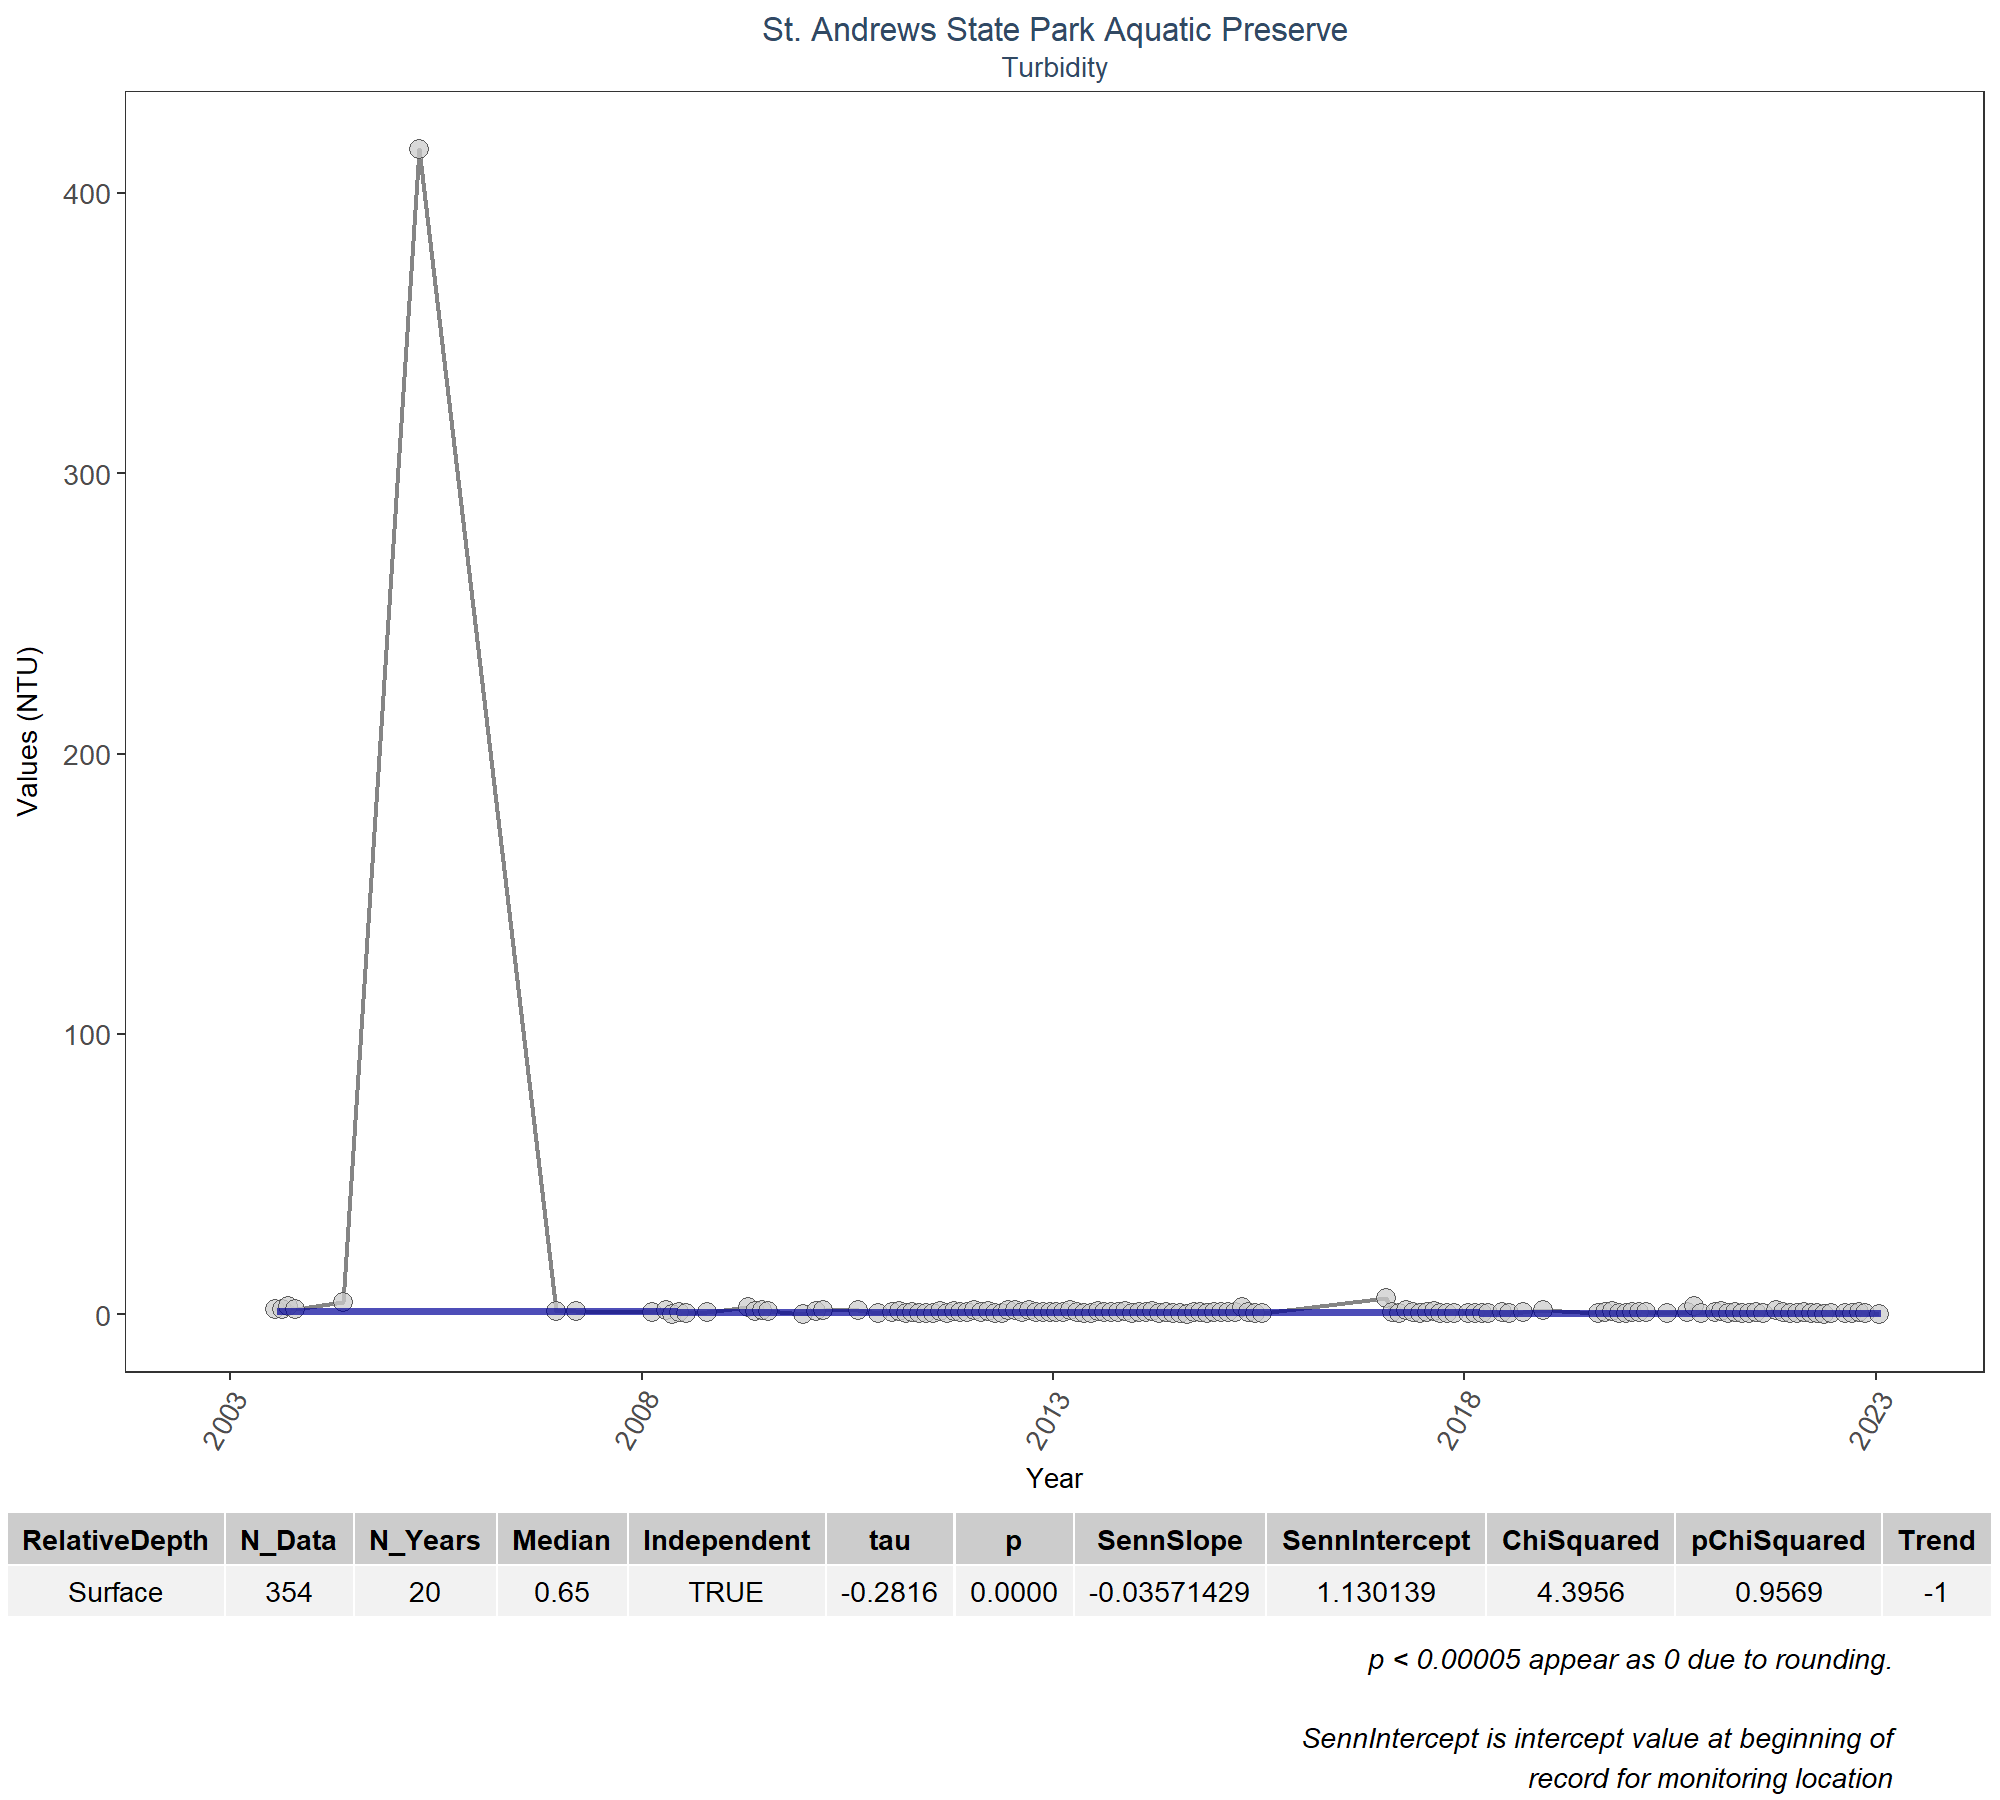 St. Andrews State Park Aquatic Preserve
Turbidity
Values (NTU)
400
300
200
100
0
2003 2008 2013 2018 2023
Year
RelativeDepth N_Data N_Years Median Independent tau p SennSlope SennIntercept ChiSquared pChiSquared Trend
Surface 354 20 0.65 TRUE -0.2816 0.0000 -0.03571429 1.130139 4.3956 0.9569 -1
p < 0.00005 appear as 0 due to rounding.
SennIntercept is intercept value at beginning of
record for monitoring location